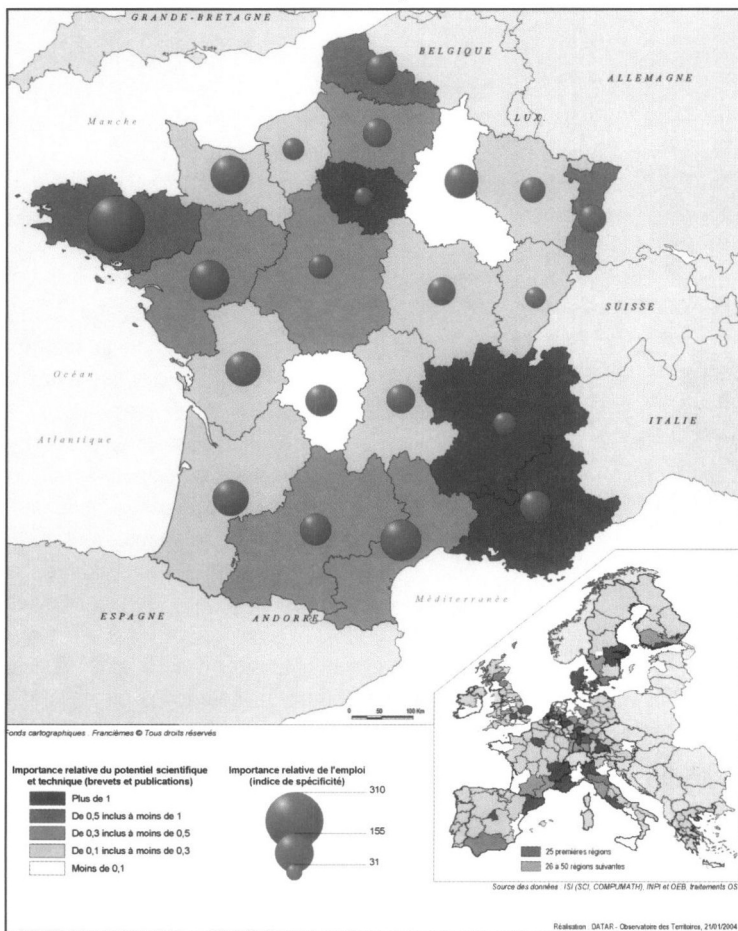 GRANDE-BRETAGNE
BELGIQUE
ALLEMAGNE
Manche
LUX.
SUISSE
Océan
Atlantique
ITALIE
ESPAGNE
ANDORRE
Méditerranée
0 50 100 Km
Fonds cartographiques Francièmes © Tous droits réservés
Importance relative du potentiel scientifique
et technique (brevets et publications)
Plus de 1
De 0,5 inclus à moins de 1
De 0,3 inclus à moins de 0,5
De 0,1 inclus à moins de 0,3
Moins de 0,1
Importance relative de l'emploi
(indice de spécificité)
310
155
31
25 premières régions
26 à 50 régions suivantes
Source des données : ISI (SCI, COMPUMATH), INPI et OEB, traitements OS
Réalisation : DATAR - Observatoire des Territoires, 21/01/2004